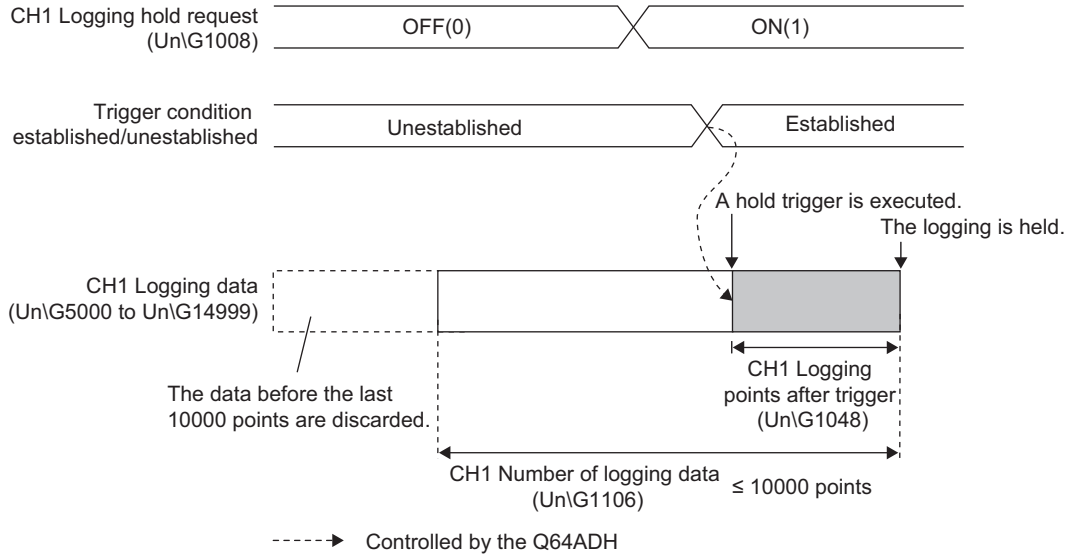 CH1 Logging hold request
(Un\G1008)
OFF(0)
ON(1)
Trigger condition
established/unestablished
Unestablished
Established
A hold trigger is executed.
The logging is held.
CH1 Logging data
(Un\G5000 to Un\G14999)
The data before the last
10000 points are discarded.
CH1 Logging
points after trigger
(Un\G1048)
CH1 Number of logging data
(Un\G1106)
≤ 10000 points
Controlled by the Q64ADH